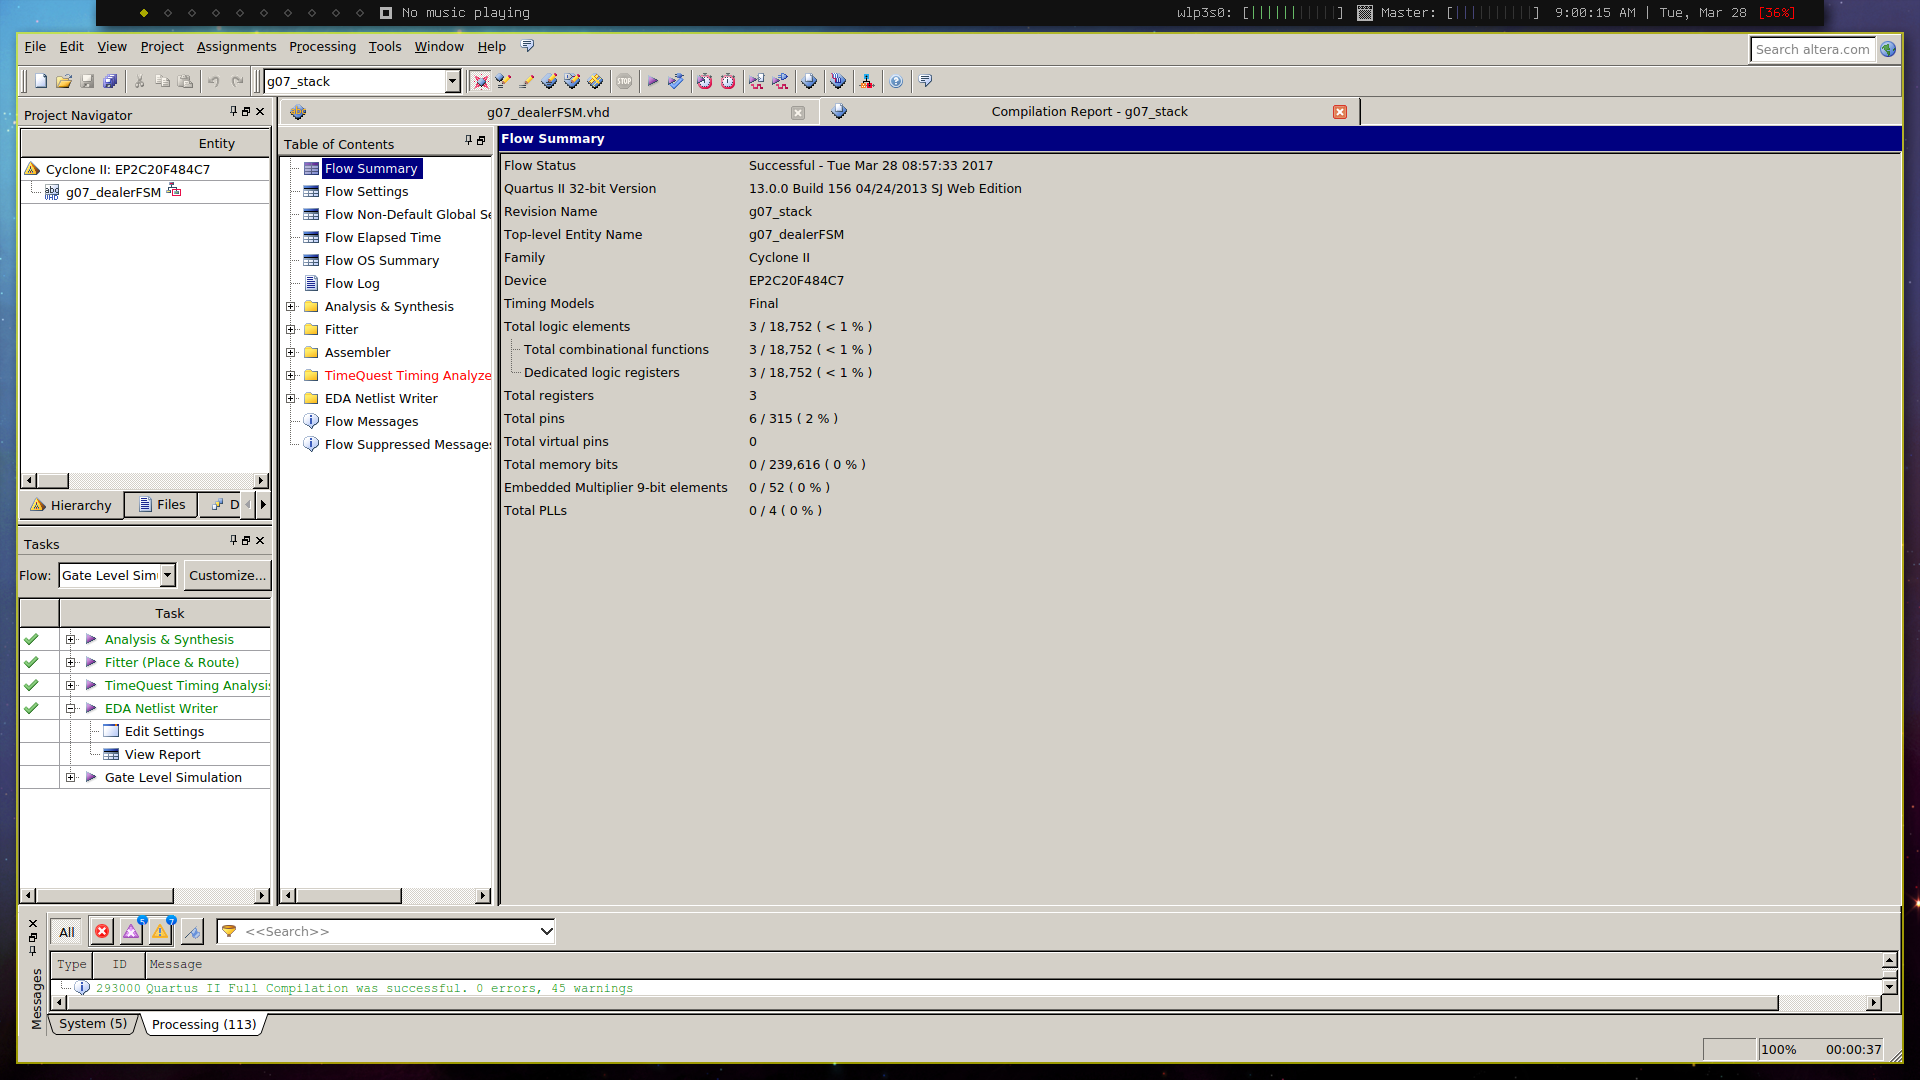 No music playing
wlp3s0: [||||||||||||] Master: [||||||||||] 9:00:15 AM | Tue, Mar 28 [36%]
File Edit View Project Assignments Processing Tools Window Help
Search altera.com
g07_stack
STOP
Project Navigator
g07_dealerFSM.vhd
Compilation Report - g07_stack
Entity
Cyclone II: EP2C20F484C7
g07_dealerFSM
Hierarchy Files D
Table of Contents
Flow Summary
Flow Settings
Flow Non-Default Global Se
Flow Elapsed Time
Flow OS Summary
Flow Log
Analysis & Synthesis
Fitter
Assembler
TimeQuest Timing Analyze
EDA Netlist Writer
Flow Messages
Flow Suppressed Messages
Flow Summary
Flow Status Successful - Tue Mar 28 08:57:33 2017
Quartus II 32-bit Version 13.0.0 Build 156 04/24/2013 SJ Web Edition
Revision Name g07_stack
Top-level Entity Name g07_dealerFSM
Family Cyclone II
Device EP2C20F484C7
Timing Models Final
Total logic elements 3 / 18,752 ( < 1 % )
Total combinational functions 3 / 18,752 ( < 1 % )
Dedicated logic registers 3 / 18,752 ( < 1 % )
Total registers 3
Total pins 6 / 315 ( 2 % )
Total virtual pins 0
Total memory bits 0 / 239,616 ( 0 % )
Embedded Multiplier 9-bit elements 0 / 52 ( 0 % )
Total PLLs 0 / 4 ( 0 % )
Tasks
Flow: Gate Level Sim Customize...
Task
Analysis & Synthesis
Fitter (Place & Route)
TimeQuest Timing Analysis
EDA Netlist Writer
Edit Settings
View Report
Gate Level Simulation
All
5
7
<<Search>>
Type ID Message
293000 Quartus II Full Compilation was successful. 0 errors, 45 warnings
Messages
System (5) Processing (113)
100% 00:00:37